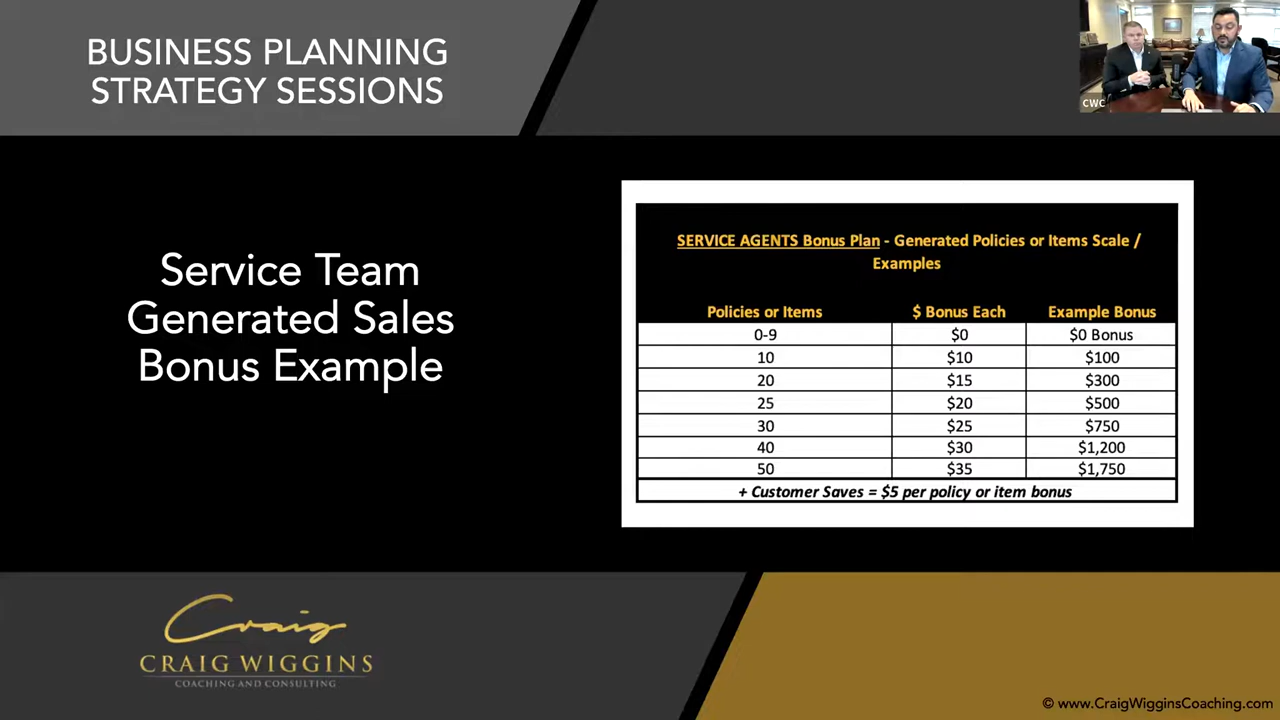 BUSINESS PLANNING
STRATEGY SESSIONS
CWC
Service Team
Generated Sales
Bonus Example
SERVICE AGENTS Bonus Plan - Generated Policies or Items Scale /
Examples
Policies or Items $ Bonus Each Example Bonus
0-9 $0 $0 Bonus
10 $10 $100
20 $15 $300
25 $20 $500
30 $25 $750
40 $30 $1,200
50 $35 $1,750
+ Customer Saves = $5 per policy or item bonus
Craig
CRAIG WIGGINS
COACHING AND CONSULTING
© www.CraigWigginsCoaching.com